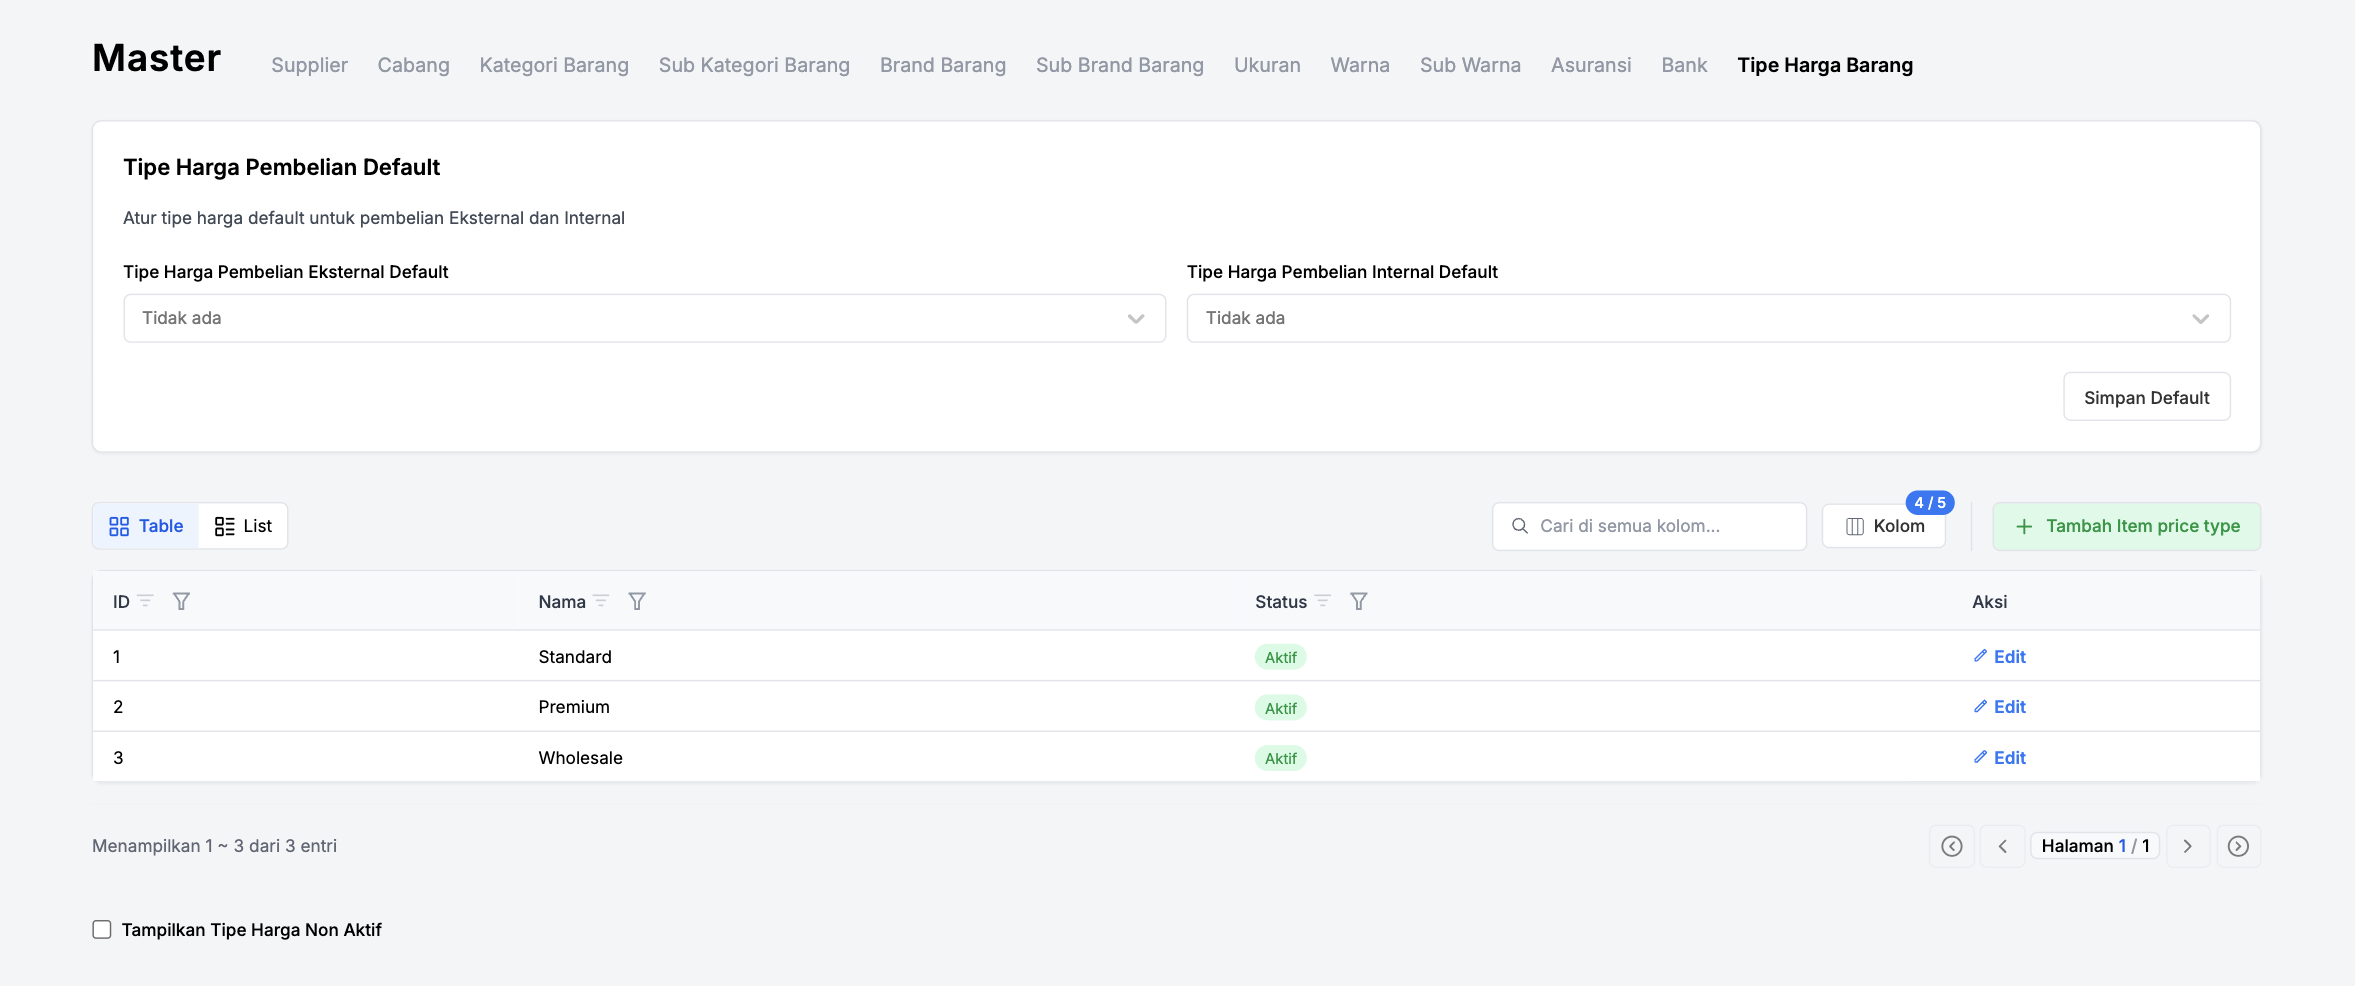 Master
Supplier Cabang Kategori Barang Sub Kategori Barang Brand Barang Sub Brand Barang Ukuran Warna Sub Warna Asuransi Bank Tipe Harga Barang
Tipe Harga Pembelian Default
Atur tipe harga default untuk pembelian Eksternal dan Internal
Tipe Harga Pembelian Eksternal Default
Tidak ada
Tipe Harga Pembelian Internal Default
Tidak ada
Simpan Default
Table List
Cari di semua kolom...
4 / 5
Kolom
Tambah Item price type
ID Nama Status Aksi
1 Standard Aktif Edit
2 Premium Aktif Edit
3 Wholesale Aktif Edit
Menampilkan 1 ~ 3 dari 3 entri
Halaman 1 / 1
Tampilkan Tipe Harga Non Aktif